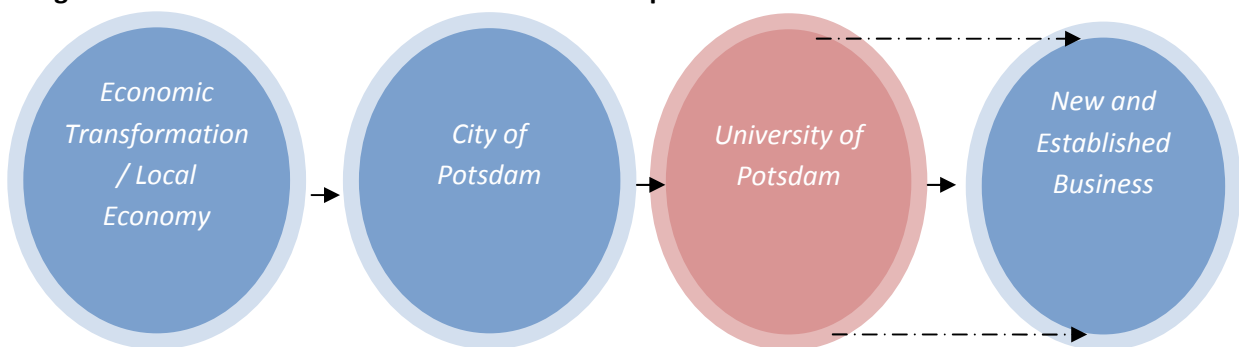 Economic
Transformation
/ Local
Economy
City of
Potsdam
University of
Potsdam
New and
Established
Business